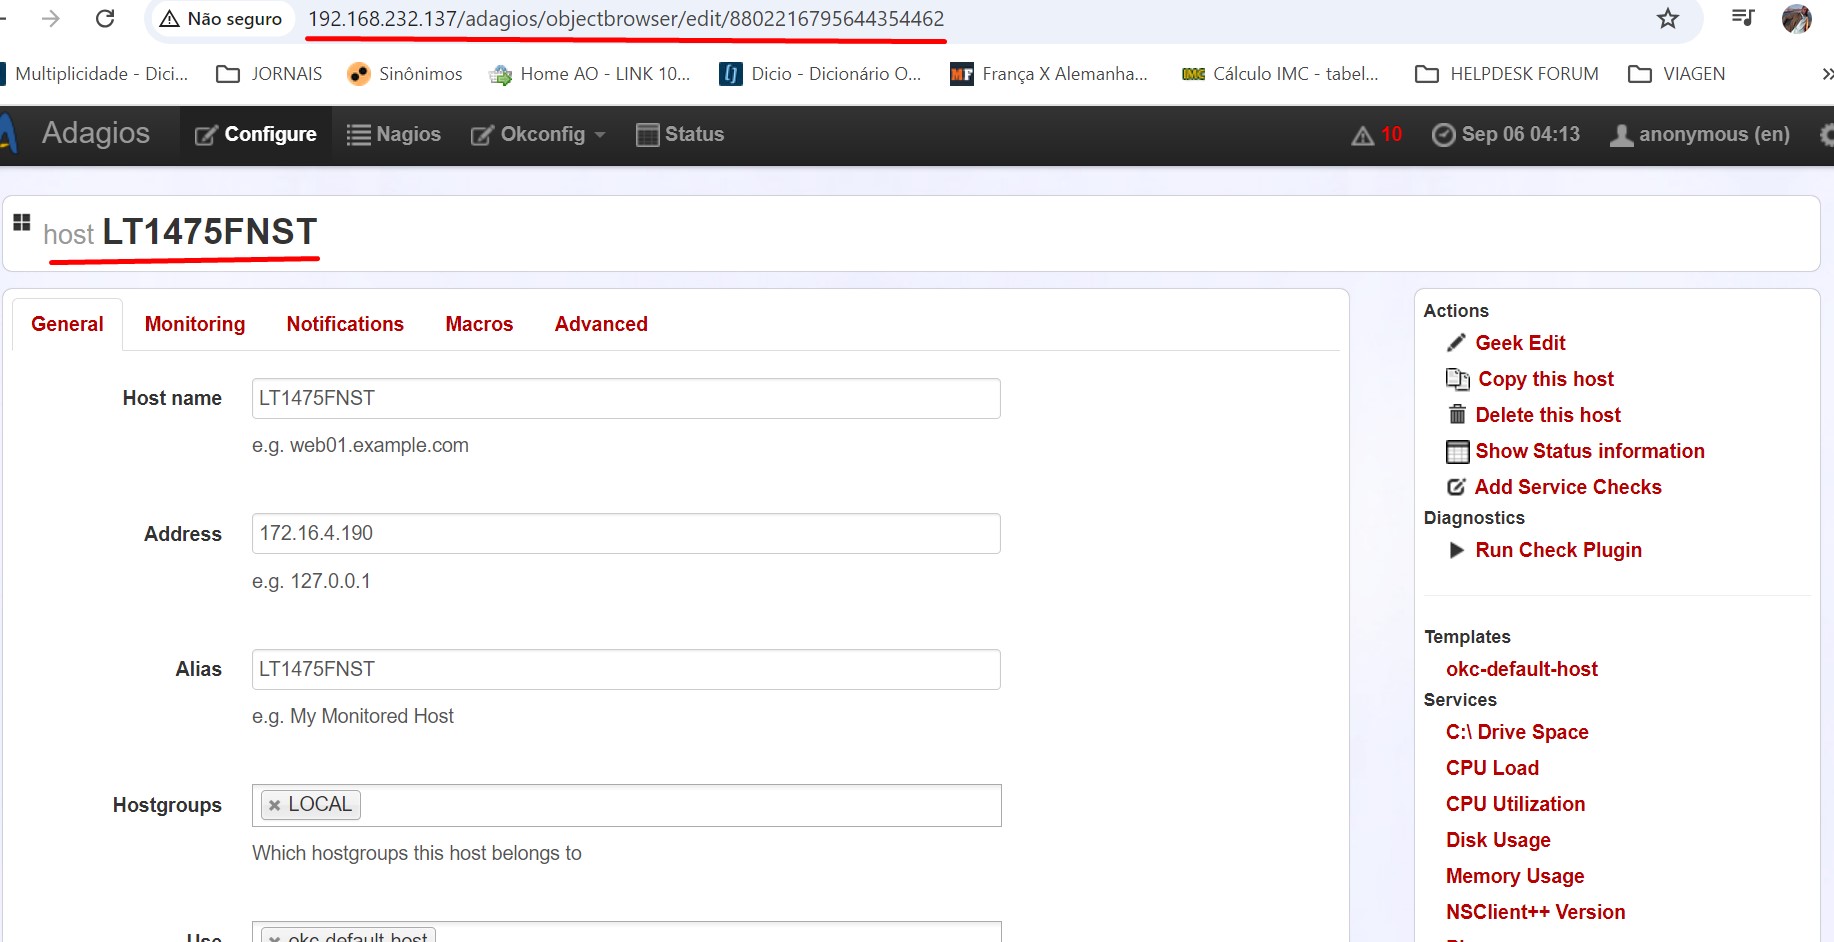 Não seguro 192.168.232.137/adagios/objectbrowser/edit/8802216795644354462
Multiplicidade - Dici... JORNAIS Sinônimos Home AO - LINK 10... Dicio - Dicionário O... MF França X Alemanha... IMC Cálculo IMC - tabel... HELPDESK FORUM VIAGEN »
Adagios Configure Nagios Okconfig Status 10 Sep 06 04:13 anonymous (en)
host LT1475FNST
General Monitoring Notifications Macros Advanced
Host name LT1475FNST
e.g. web01.example.com
Address 172.16.4.190
e.g. 127.0.0.1
Alias LT1475FNST
e.g. My Monitored Host
Hostgroups × LOCAL
Which hostgroups this host belongs to
Use × okc-default-host
Actions
Geek Edit
Copy this host
Delete this host
Show Status information
Add Service Checks
Diagnostics
Run Check Plugin
Templates
okc-default-host
Services
C:\ Drive Space
CPU Load
CPU Utilization
Disk Usage
Memory Usage
NSClient++ Version